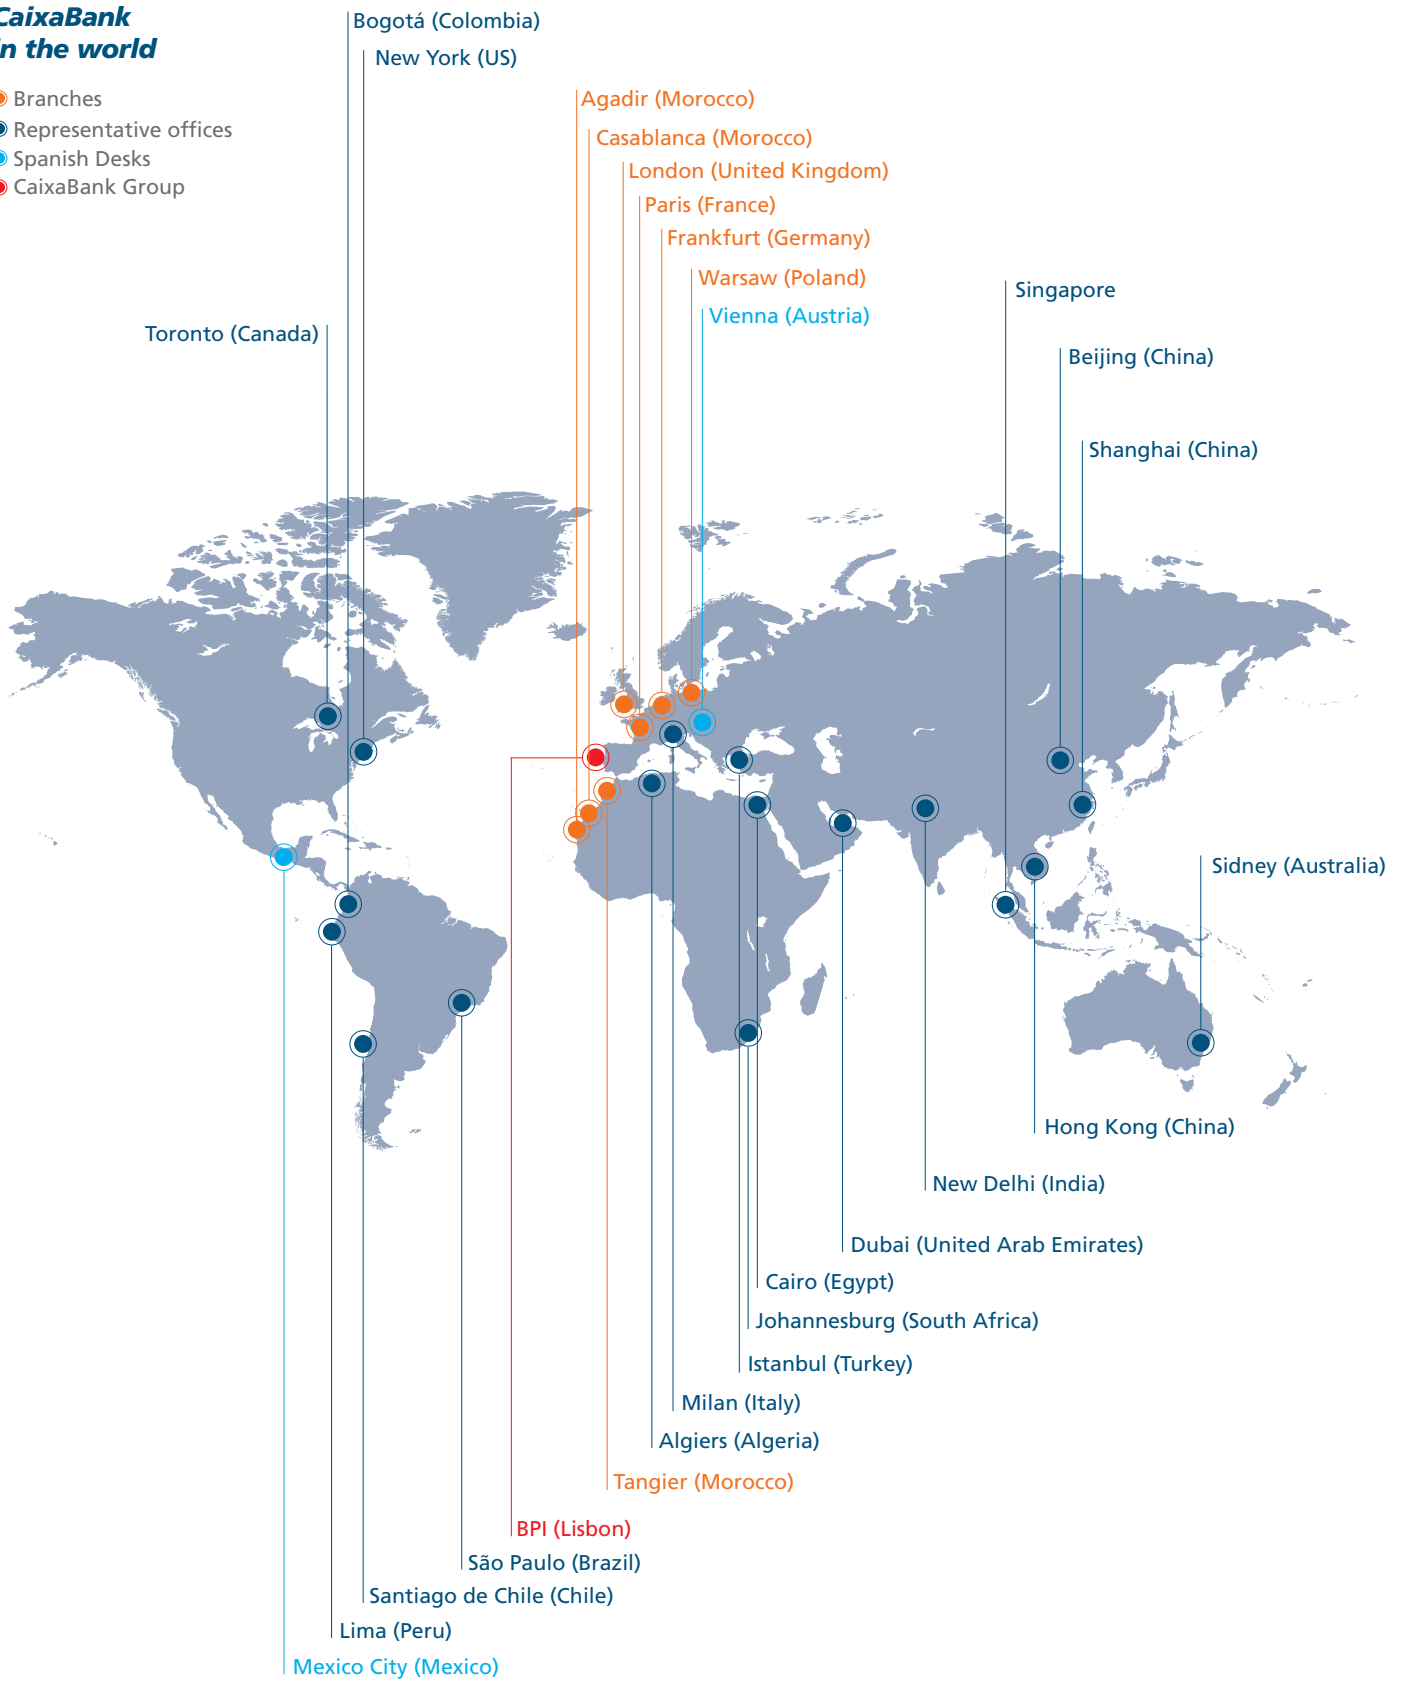 CaixaBank
in the world
Branches
Representative offices
Spanish Desks
CaixaBank Group
Bogotá (Colombia)
New York (US)
Agadir (Morocco)
Casablanca (Morocco)
London (United Kingdom)
Paris (France)
Frankfurt (Germany)
Warsaw (Poland)
Vienna (Austria)
Singapore
Toronto (Canada)
Beijing (China)
Shanghai (China)
Sidney (Australia)
Hong Kong (China)
New Delhi (India)
Dubai (United Arab Emirates)
Cairo (Egypt)
Johannesburg (South Africa)
Istanbul (Turkey)
Milan (Italy)
Algiers (Algeria)
Tangier (Morocco)
BPI (Lisbon)
São Paulo (Brazil)
Santiago de Chile (Chile)
Lima (Peru)
Mexico City (Mexico)